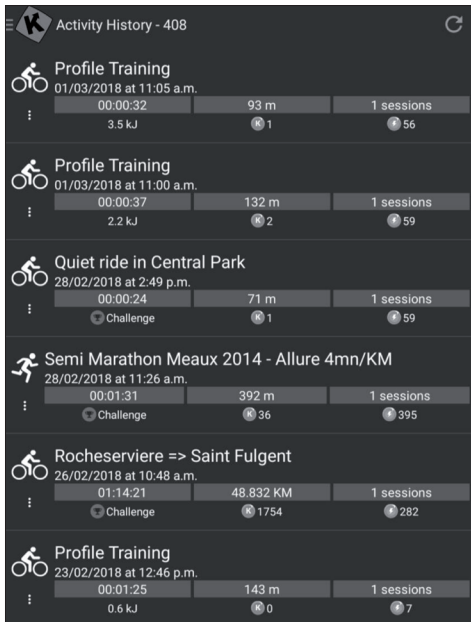 K Activity History - 408
Profile Training
01/03/2018 at 11:05 a.m.
00:00:32 93 m 1 sessions
3.5 kJ K 1 56
Profile Training
01/03/2018 at 11:00 a.m.
00:00:37 132 m 1 sessions
2.2 kJ K 2 59
Quiet ride in Central Park
28/02/2018 at 2:49 p.m.
00:00:24 71 m 1 sessions
Challenge K 1 59
Semi Marathon Meaux 2014 - Allure 4mn/KM
28/02/2018 at 11:26 a.m.
00:01:31 392 m 1 sessions
Challenge K 36 395
Rocheserviere => Saint Fulgent
26/02/2018 at 10:48 a.m.
01:14:21 48.832 KM 1 sessions
Challenge K 1754 282
Profile Training
23/02/2018 at 12:46 p.m.
00:01:25 143 m 1 sessions
0.6 kJ K 0 7